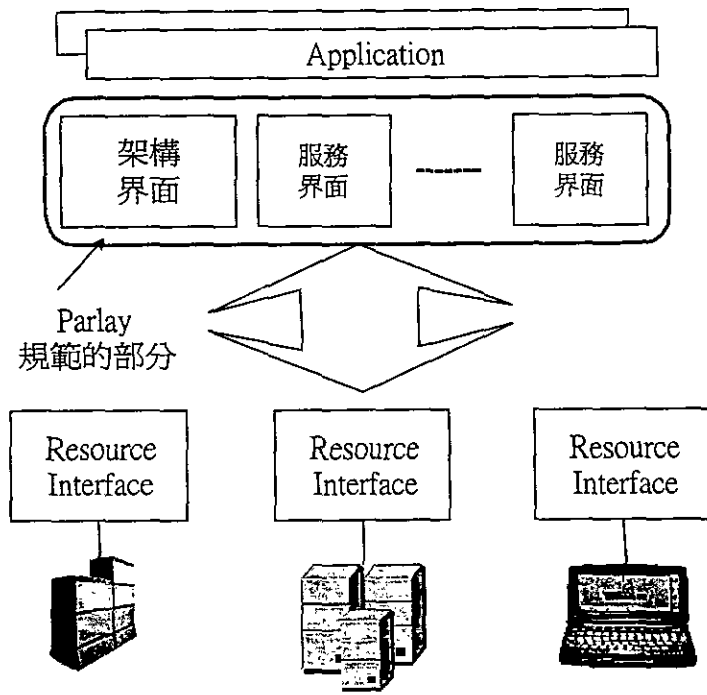 Application
架構
界面
服務
界面
服務
界面
Parlay
規範的部分
Resource
Interface
Resource
Interface
Resource
Interface